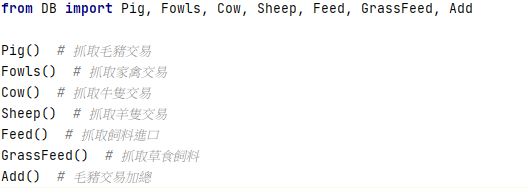 from DB import Pig, Fowls, Cow, Sheep, Feed, GrassFeed, Add
Pig()  # 抓取毛豬交易
Fowls()  # 抓取家禽交易
Cow()  # 抓取牛隻交易
Sheep()  # 抓取羊隻交易
Feed()  # 抓取飼料進口
GrassFeed()  # 抓取草食飼料
Add()  # 毛豬交易加總